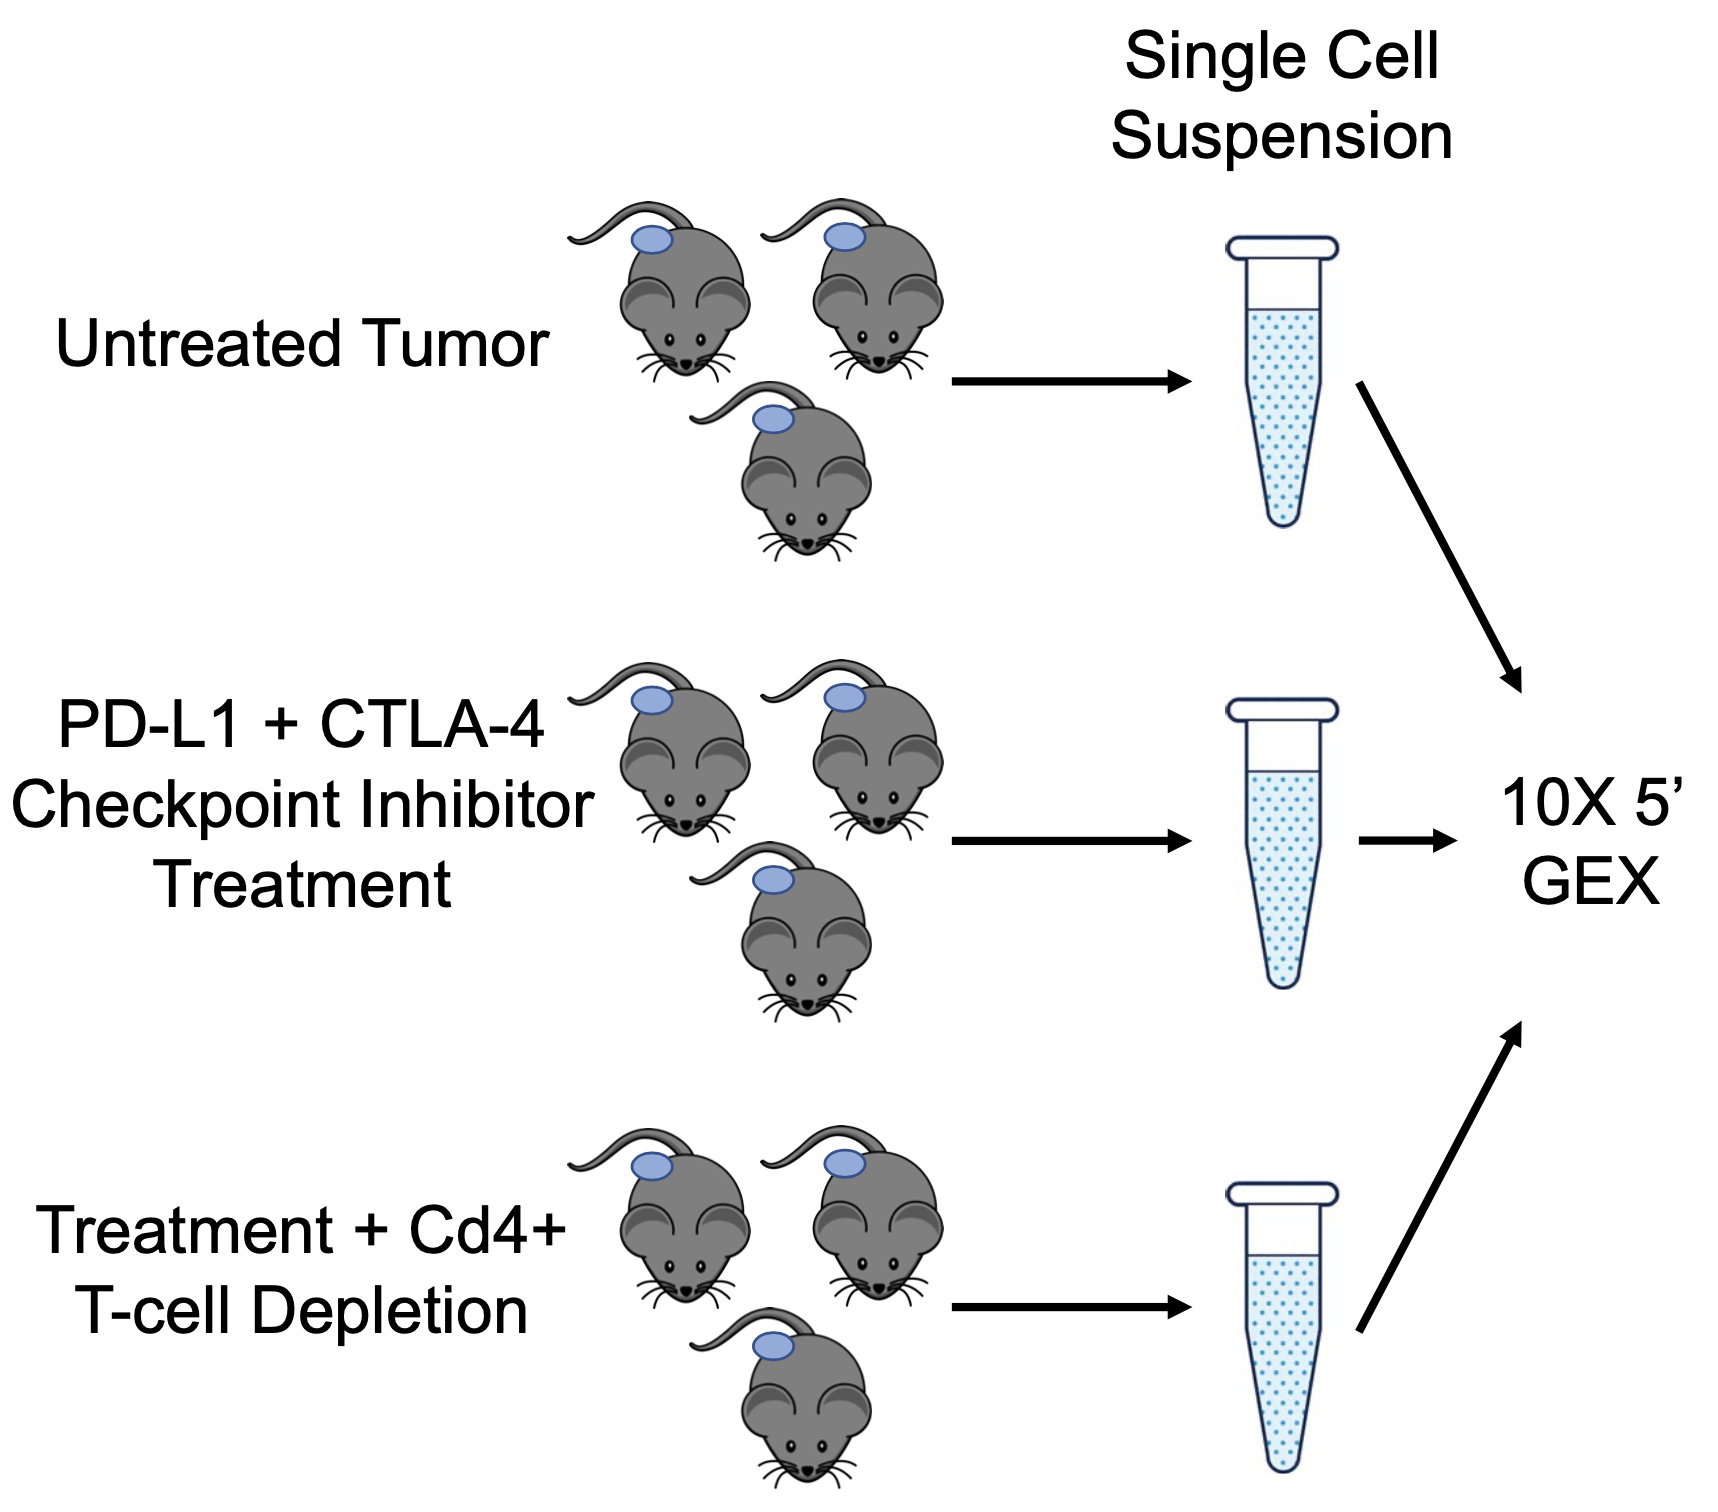 Single Cell
Suspension
Untreated Tumor
PD-L1 + CTLA-4
Checkpoint Inhibitor
Treatment
10X 5’
GEX
Treatment + Cd4+
T-cell Depletion